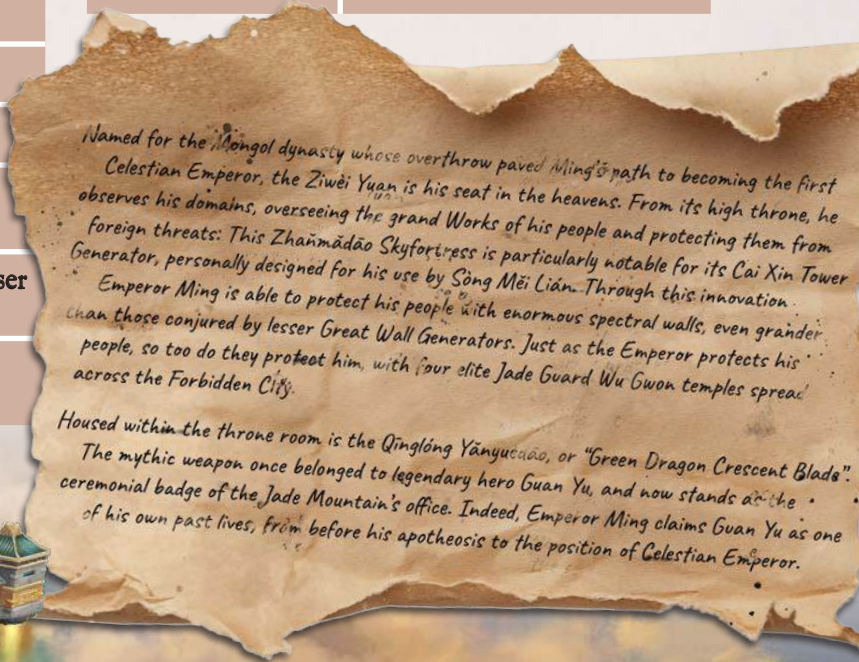 Named for the Mongol dynasty whose overthrow paved Ming's path to becoming the first
Celestian Emperor, the Ziwèi Yuan is his seat in the heavens. From its high throne, he
observes his domains, overseeing the grand Works of his people and protecting them from
foreign threats: This Zhǎnmǎdāo Skyfortress is particularly notable for its Cai Xin Tower
Generator, personally designed for his use by Sòng Měi Lián. Through this innovation
Emperor Ming is able to protect his people with enormous spectral walls, even grander
than those conjured by lesser Great Wall Generators. Just as the Emperor protects his
people, so too do they protect him, with four elite Jade Guard Wu Gwon temples spread
across the Forbidden City.
Housed within the throne room is the Qīnglóng Yǎnyuèdāo, or "Green Dragon Crescent Blade".
The mythic weapon once belonged to legendary hero Guan Yu, and now stands as the
ceremonial badge of the Jade Mountain's office. Indeed, Emperor Ming claims Guan Yu as one
of his own past lives, from before his apotheosis to the position of Celestian Emperor.
ser